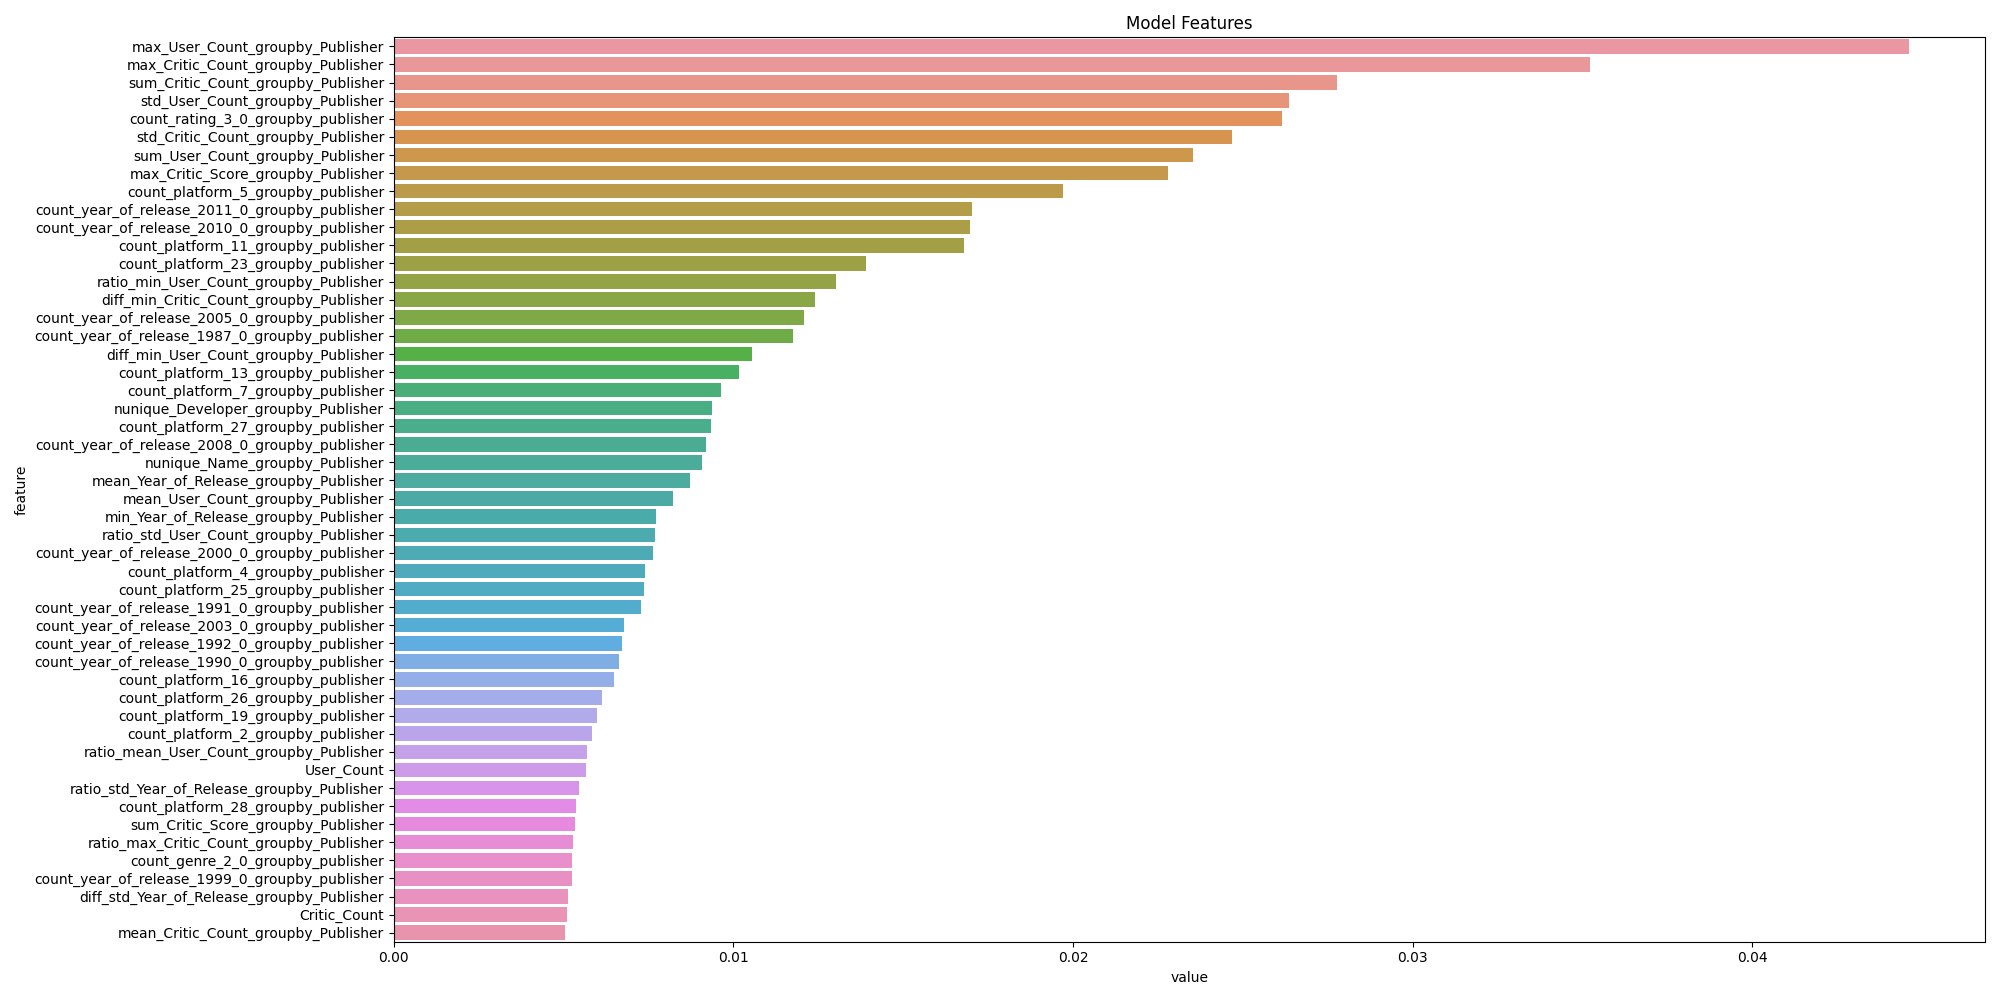 Model Features
max_User_Count_groupby_Publisher
max_Critic_Count_groupby_Publisher
sum_Critic_Count_groupby_Publisher
std_User_Count_groupby_Publisher
count_rating_3_0_groupby_publisher
std_Critic_Count_groupby_Publisher
sum_User_Count_groupby_Publisher
max_Critic_Score_groupby_Publisher
count_platform_5_groupby_publisher
count_year_of_release_2011_0_groupby_publisher
count_year_of_release_2010_0_groupby_publisher
count_platform_11_groupby_publisher
count_platform_23_groupby_publisher
ratio_min_User_Count_groupby_Publisher
diff_min_Critic_Count_groupby_Publisher
count_year_of_release_2005_0_groupby_publisher
count_year_of_release_1987_0_groupby_publisher
diff_min_User_Count_groupby_Publisher
count_platform_13_groupby_publisher
count_platform_7_groupby_publisher
nunique_Developer_groupby_Publisher
count_platform_27_groupby_publisher
count_year_of_release_2008_0_groupby_publisher
nunique_Name_groupby_Publisher
mean_Year_of_Release_groupby_Publisher
mean_User_Count_groupby_Publisher
min_Year_of_Release_groupby_Publisher
ratio_std_User_Count_groupby_Publisher
count_year_of_release_2000_0_groupby_publisher
count_platform_4_groupby_publisher
count_platform_25_groupby_publisher
count_year_of_release_1991_0_groupby_publisher
count_year_of_release_2003_0_groupby_publisher
count_year_of_release_1992_0_groupby_publisher
count_year_of_release_1990_0_groupby_publisher
count_platform_16_groupby_publisher
count_platform_26_groupby_publisher
count_platform_19_groupby_publisher
count_platform_2_groupby_publisher
ratio_mean_User_Count_groupby_Publisher
User_Count
ratio_std_Year_of_Release_groupby_Publisher
count_platform_28_groupby_publisher
sum_Critic_Score_groupby_Publisher
ratio_max_Critic_Count_groupby_Publisher
count_genre_2_0_groupby_publisher
count_year_of_release_1999_0_groupby_publisher
diff_std_Year_of_Release_groupby_Publisher
Critic_Count
mean_Critic_Count_groupby_Publisher
feature
0.00 0.01 0.02 0.03 0.04
value